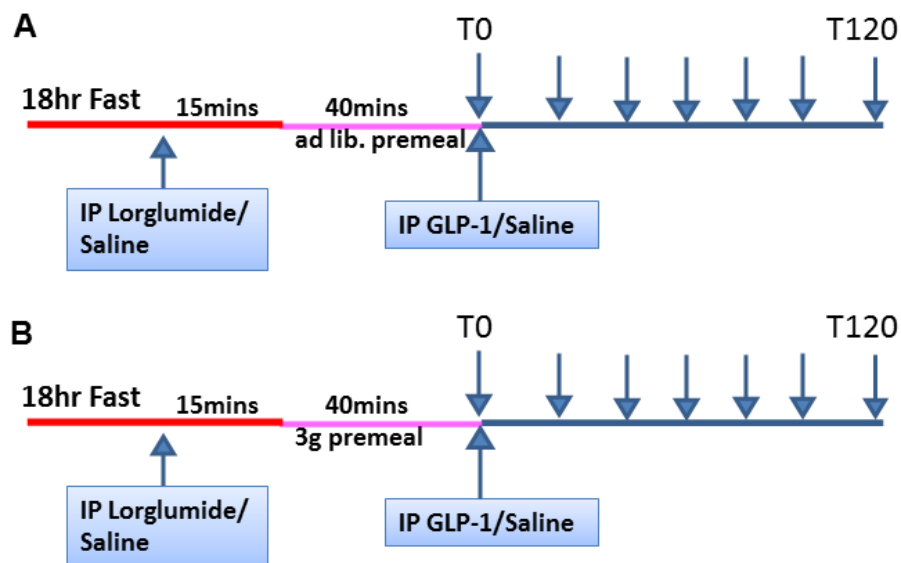 A
T0
T120
18hr Fast
15mins
40mins
ad lib. premeal
IP Lorglumide/
Saline
IP GLP-1/Saline
B
T0
T120
18hr Fast
15mins
40mins
3g premeal
IP Lorglumide/
Saline
IP GLP-1/Saline